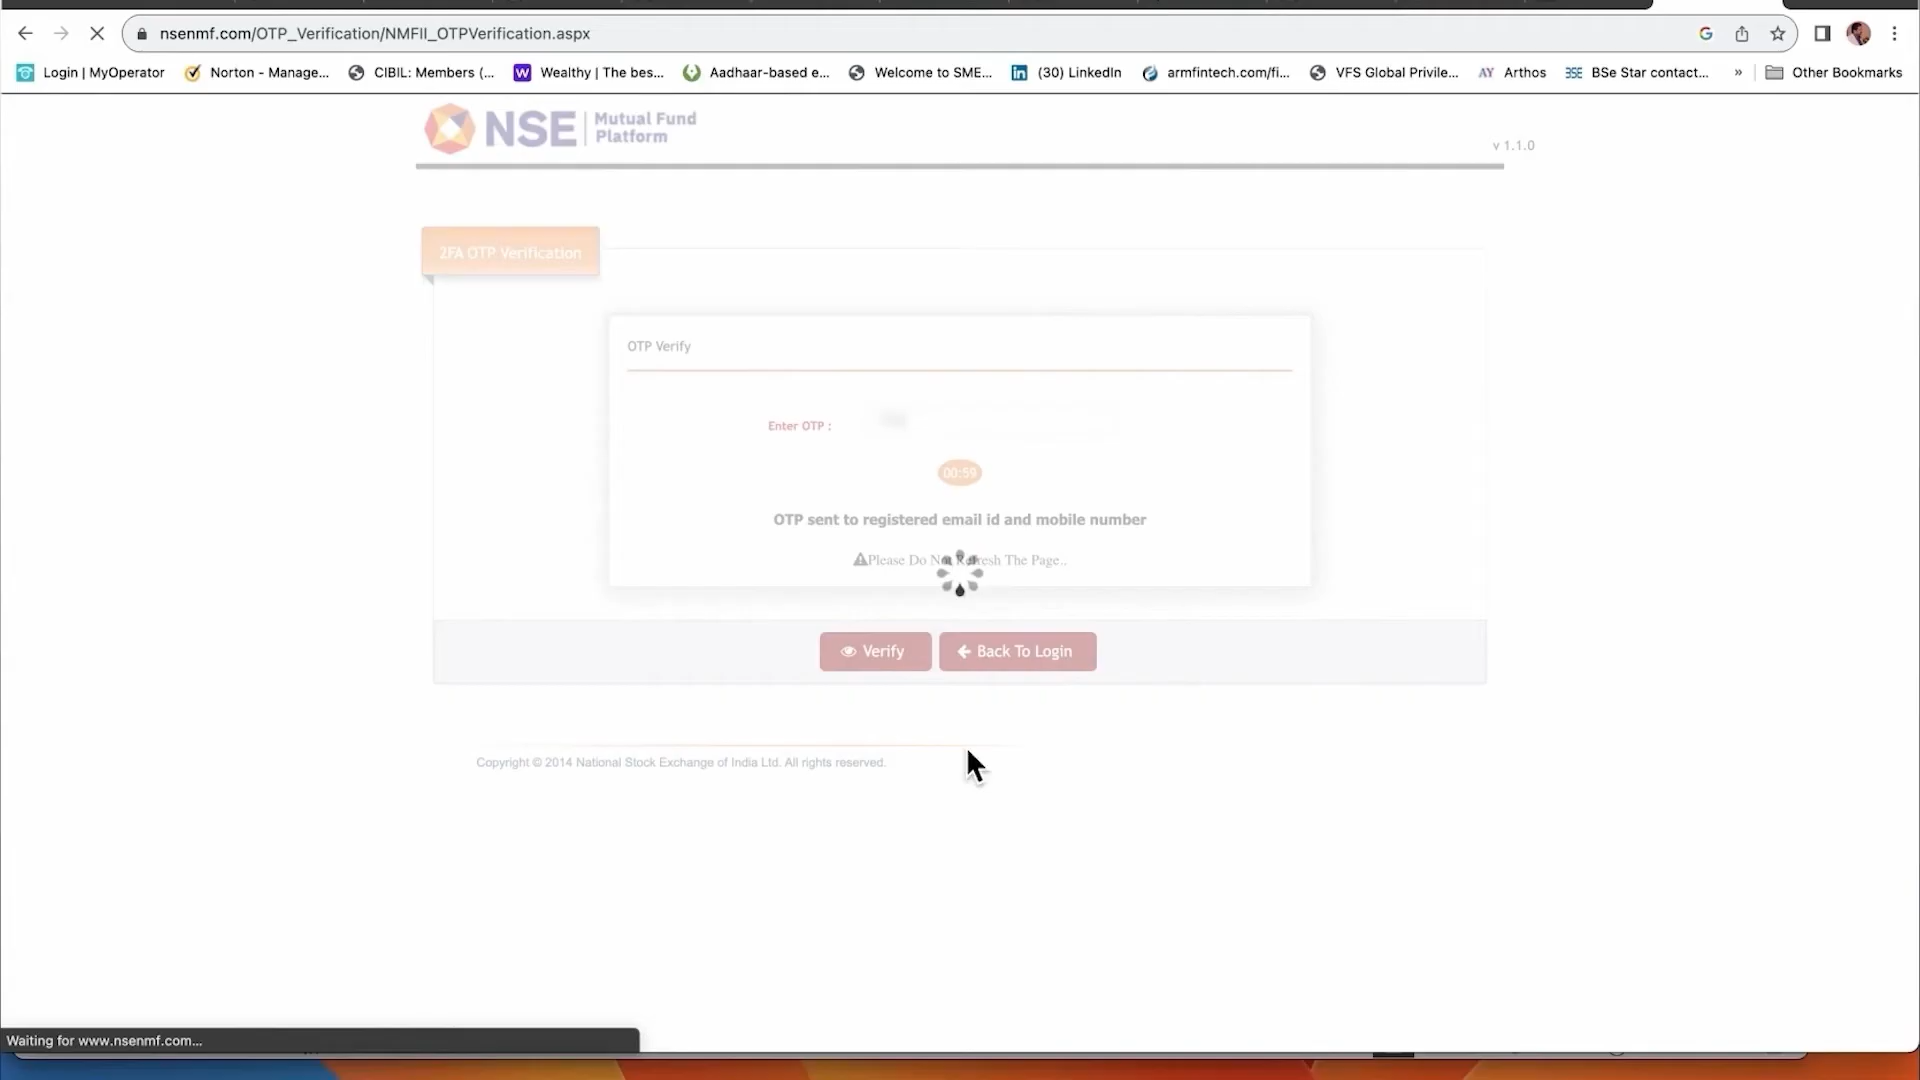 nsenmf.com/OTP_Verification/NMFII_OTPVerification.aspx
Login | MyOperator
Norton - Manage...
CIBIL: Members (...
Wealthy | The bes...
Aadhaar-based e...
Welcome to SME...
(30) LinkedIn
armfintech.com/fi...
VFS Global Privile...
AY Arthos
BSE BSe Star contact...
» Other Bookmarks
NSE Mutual Fund
Platform
v 1.1.0
2FA OTP Verification
OTP Verify
Enter OTP :
00:59
OTP sent to registered email id and mobile number
Please Do Not Refresh The Page..
Verify
Back To Login
Copyright © 2014 National Stock Exchange of India Ltd. All rights reserved.
Waiting for www.nsenmf.com...